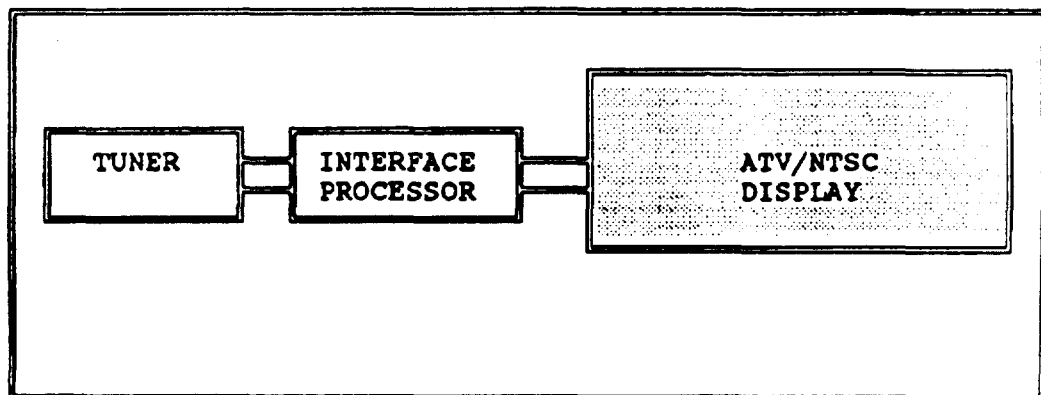 TUNER
INTERFACE
PROCESSOR
ATV/NTSC
DISPLAY